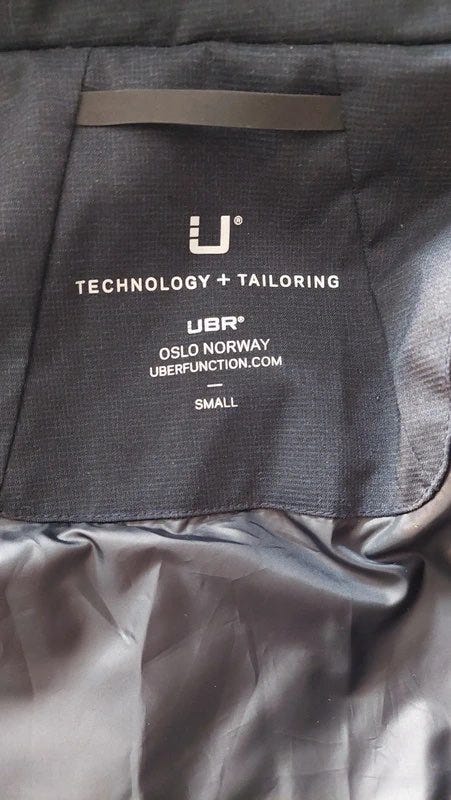 U®
TECHNOLOGY + TAILORING
UBR®
OSLO NORWAY
UBERFUNCTION.COM
—
SMALL